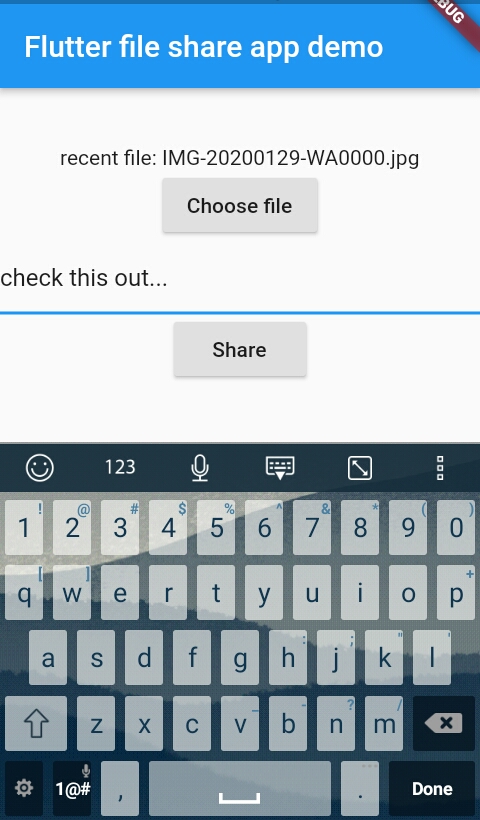 Flutter file share app demo
recent file: IMG-20200129-WA0000.jpg
Choose file
check this out...
Share
123
! @ # $ % ^ & * ( )
1 2 3 4 5 6 7 8 9 0
[ ] +
q w e r t y u i o p
: ; " '
a s d f g h j k l
_ - ? /
z x c v b n m
1@# , . Done